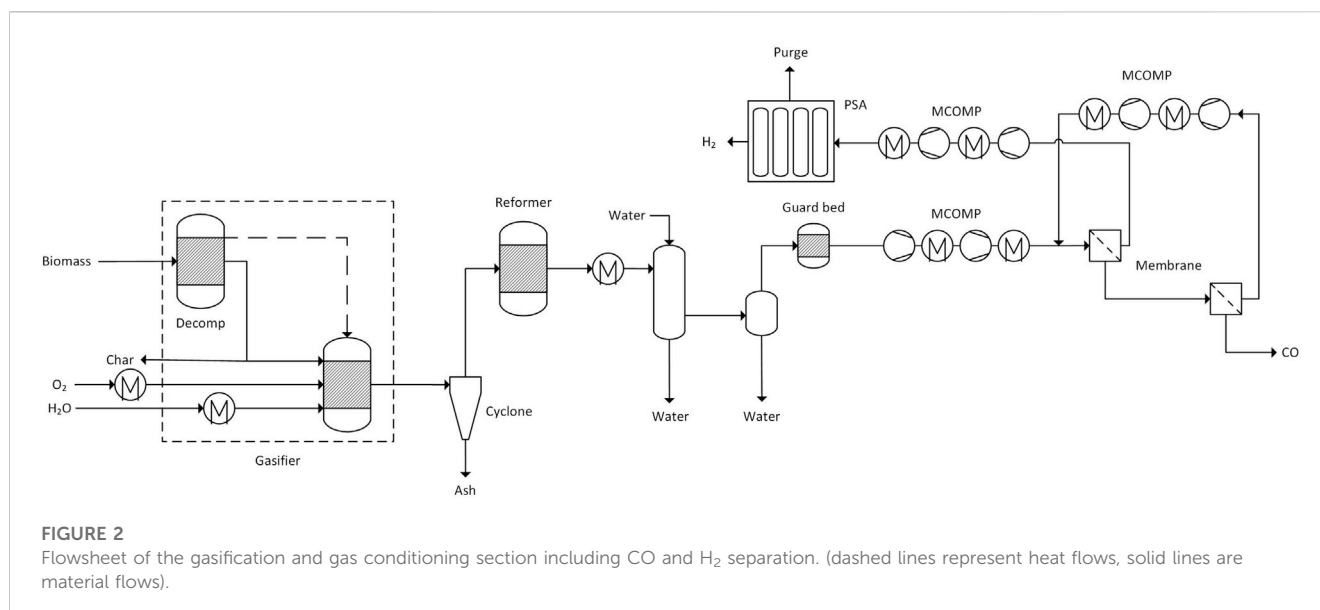 Purge
MCOMP
PSA
MCOMP
H₂
Reformer
Guard bed
Water
MCOMP
Biomass
Membrane
Decomp
Char
CO
O₂
Cyclone
H₂O
Water
Water
Gasifier
Ash
FIGURE 2
Flowsheet of the gasification and gas conditioning section including CO and H₂ separation. (dashed lines represent heat flows, solid lines are
material flows).